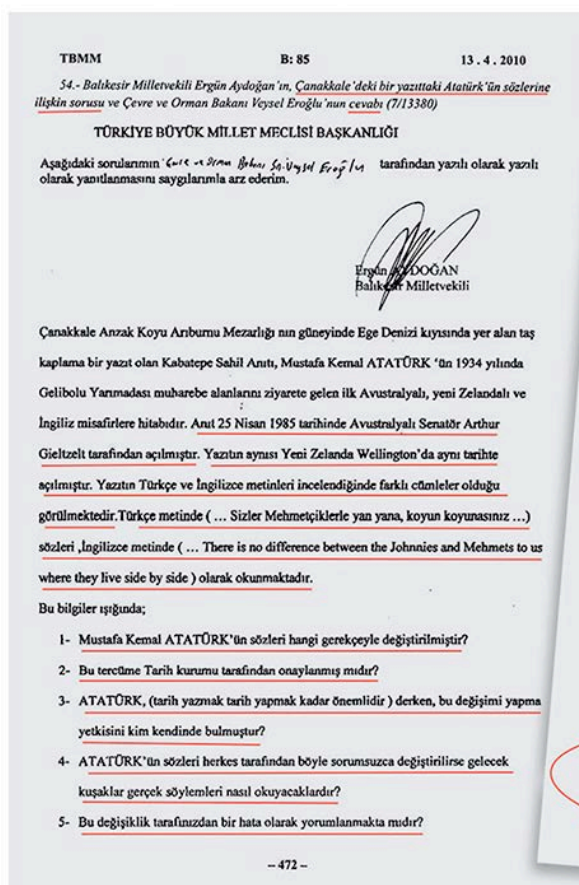 TBMM B: 85 13 . 4 . 2010
54.- Balıkesir Milletvekili Ergün Aydoğan'ın, Çanakkale'deki bir yazıttaki Atatürk'ün sözlerine
ilişkin sorusu ve Çevre ve Orman Bakanı Veysel Eroğlu'nun cevabı (7/13380)
TÜRKİYE BÜYÜK MİLLET MECLİSİ BAŞKANLIĞI
Aşağıdaki sorularımın Çevre ve Orman Bakanı Sn. Veysel Eroğlu tarafından yazılı olarak yazılı
olarak yanıtlanmasını saygılarımla arz ederim.
Ergün AYDOĞAN
Balıkesir Milletvekili
Çanakkale Anzak Koyu Arıburnu Mezarlığı nın güneyinde Ege Denizi kıyısında yer alan taş
kaplama bir yazıt olan Kabatepe Sahil Anıtı, Mustafa Kemal ATATÜRK 'ün 1934 yılında
Gelibolu Yarımadası muharebe alanlarını ziyarete gelen ilk Avustralyalı, yeni Zelandalı ve
İngiliz misafirlere hitabıdır. Anıt 25 Nisan 1985 tarihinde Avustralyalı Senatör Arthur
Gieltzelt tarafından açılmıştır. Yazıtın aynısı Yeni Zelanda Wellington'da aynı tarihte
açılmıştır. Yazıtın Türkçe ve İngilizce metinleri incelendiğinde farklı cümleler olduğu
görülmektedir.Türkçe metinde ( ... Sizler Mehmetçiklerle yan yana, koyun koyunasınız ...)
sözleri ,İngilizce metinde ( ... There is no difference between the Johnnies and Mehmets to us
where they live side by side ) olarak okunmaktadır.
Bu bilgiler ışığında;
1- Mustafa Kemal ATATÜRK'ün sözleri hangi gerekçeyle değiştirilmiştir?
2- Bu tercüme Tarih kurumu tarafından onaylanmış mıdır?
3- ATATÜRK, (tarih yazmak tarih yapmak kadar önemlidir ) derken, bu değişimi yapma
yetkisini kim kendinde bulmuştur?
4- ATATÜRK'ün sözleri herkes tarafından böyle sorumsuzca değiştirilirse gelecek
kuşaklar gerçek söylemleri nasıl okuyacaklardır?
5- Bu değişiklik tarafınızdan bir hata olarak yorumlanmakta mıdır?
– 472 –